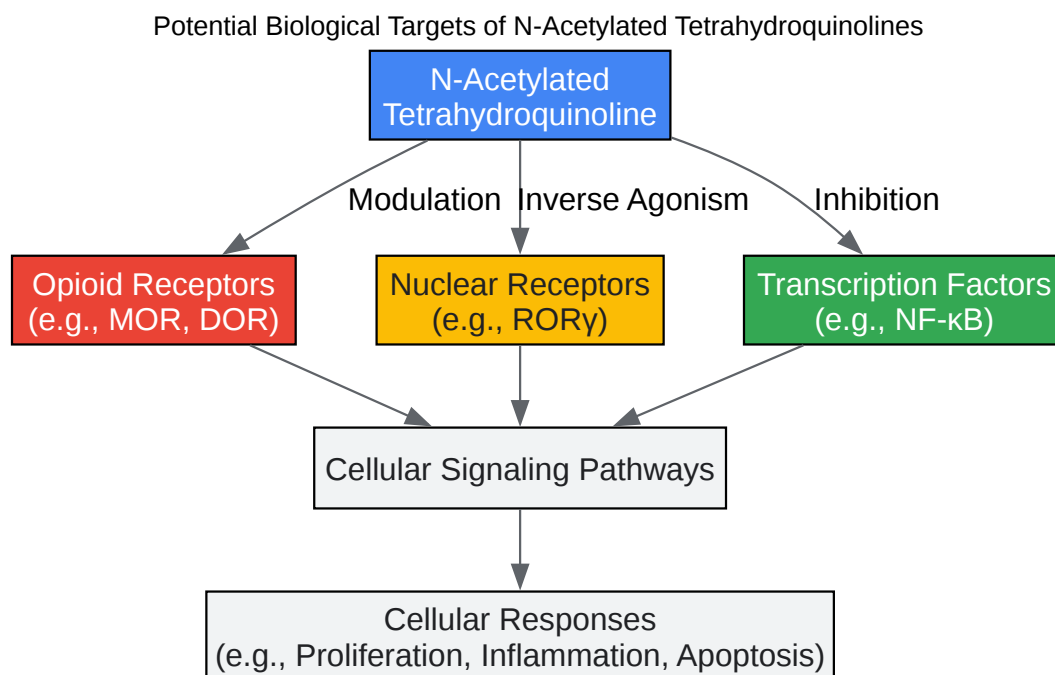 Potential Biological Targets of N-Acetylated Tetrahydroquinolines
N-Acetylated
Tetrahydroquinoline
Modulation
Inverse Agonism
Inhibition
Opioid Receptors
(e.g., MOR, DOR)
Nuclear Receptors
(e.g., RORγ)
Transcription Factors
(e.g., NF-κB)
Cellular Signaling Pathways
Cellular Responses
(e.g., Proliferation, Inflammation, Apoptosis)